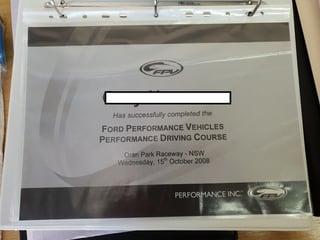 FPV
Has successfully completed the
FORD PERFORMANCE VEHICLES
PERFORMANCE DRIVING COURSE
Oran Park Raceway - NSW
Wednesday, 15th October 2008
PERFORMANCE INC. FPV